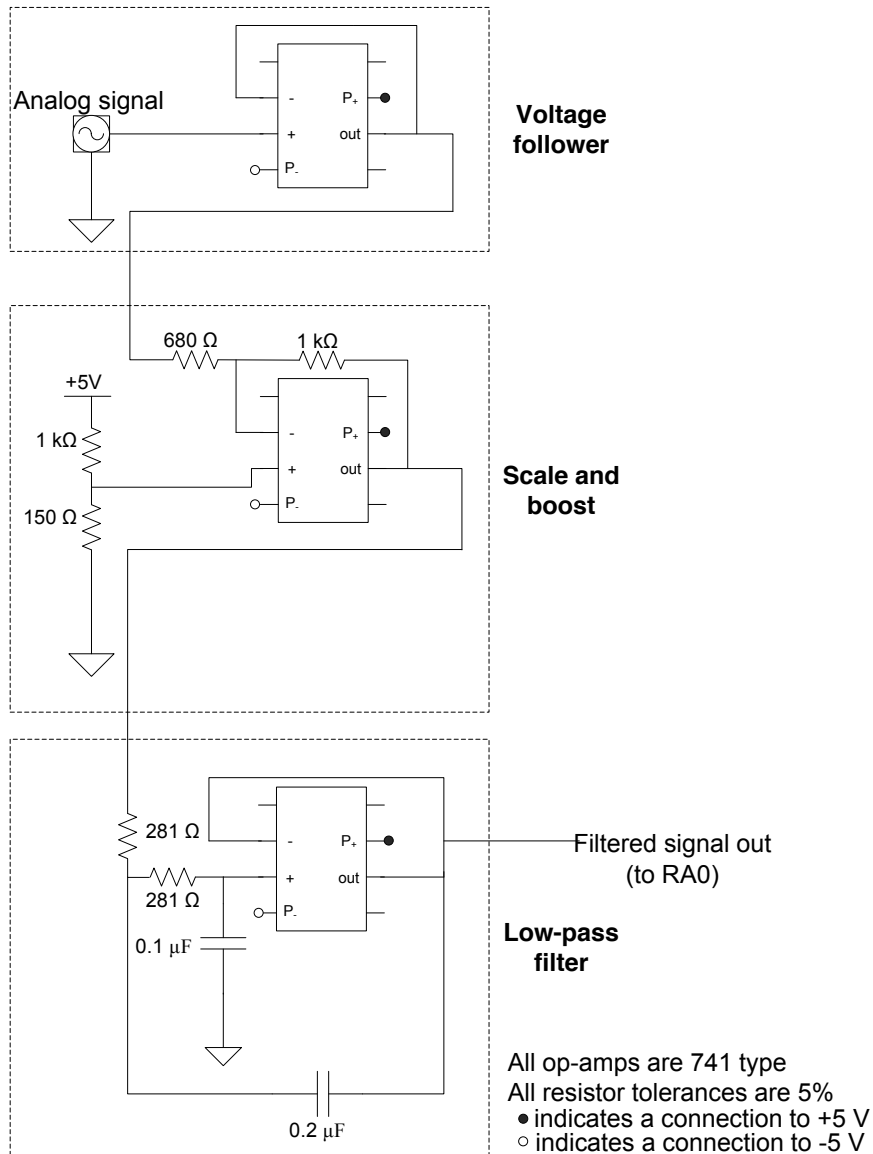 Analog signal
-
+
P-
P+
out
Voltage
follower
680 Ω
1 kΩ
+5V
1 kΩ
150 Ω
-
+
P-
P+
out
Scale and
boost
281 Ω
281 Ω
0.1 μF
-
+
P-
P+
out
Filtered signal out
(to RA0)
Low-pass
filter
0.2 μF
All op-amps are 741 type
All resistor tolerances are 5%
● indicates a connection to +5 V
○ indicates a connection to -5 V